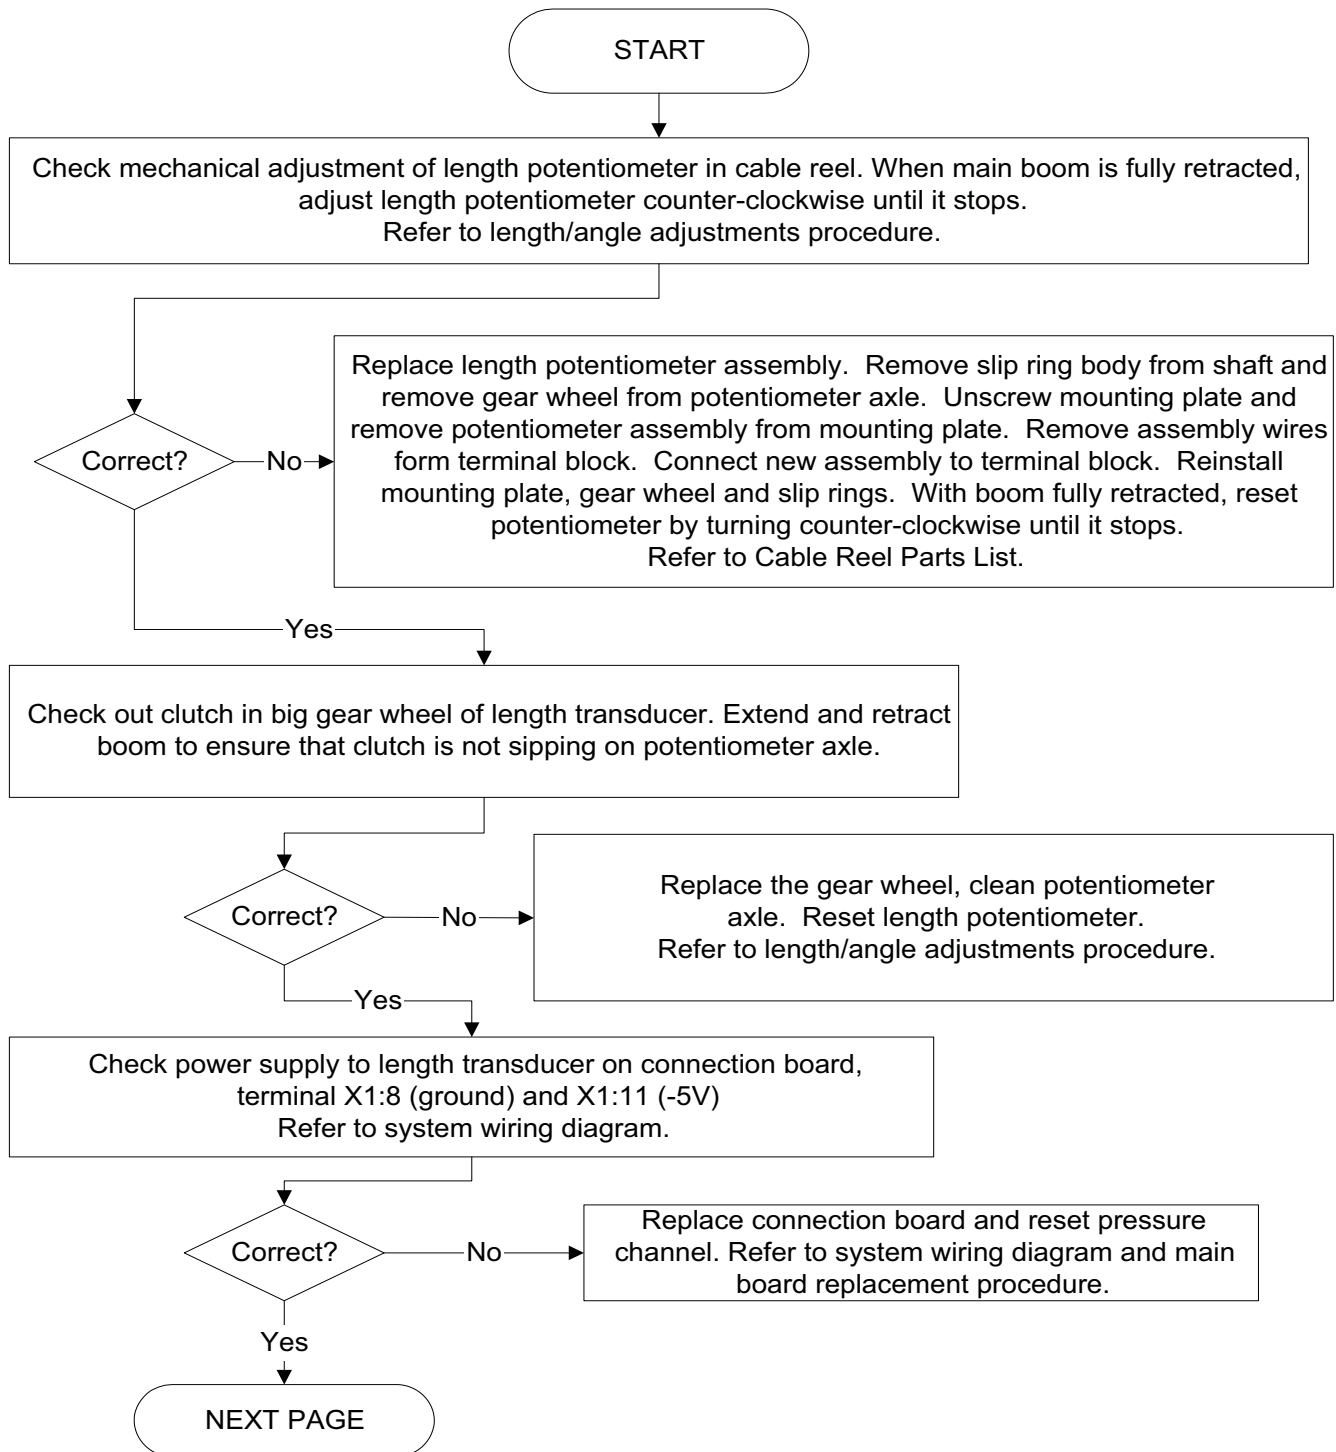 START
Check mechanical adjustment of length potentiometer in cable reel. When main boom is fully retracted,
adjust length potentiometer counter-clockwise until it stops.
Refer to length/angle adjustments procedure.
Correct?
No
Replace length potentiometer assembly.  Remove slip ring body from shaft and
remove gear wheel from potentiometer axle.  Unscrew mounting plate and
remove potentiometer assembly from mounting plate.  Remove assembly wires
form terminal block.  Connect new assembly to terminal block.  Reinstall
mounting plate, gear wheel and slip rings.  With boom fully retracted, reset
potentiometer by turning counter-clockwise until it stops.
Refer to Cable Reel Parts List.
Yes
Check out clutch in big gear wheel of length transducer. Extend and retract
boom to ensure that clutch is not sipping on potentiometer axle.
Correct?
No
Replace the gear wheel, clean potentiometer
axle.  Reset length potentiometer.
Refer to length/angle adjustments procedure.
Yes
Check power supply to length transducer on connection board,
terminal X1:8 (ground) and X1:11 (-5V)
Refer to system wiring diagram.
Correct?
No
Replace connection board and reset pressure
channel. Refer to system wiring diagram and main
board replacement procedure.
Yes
NEXT PAGE